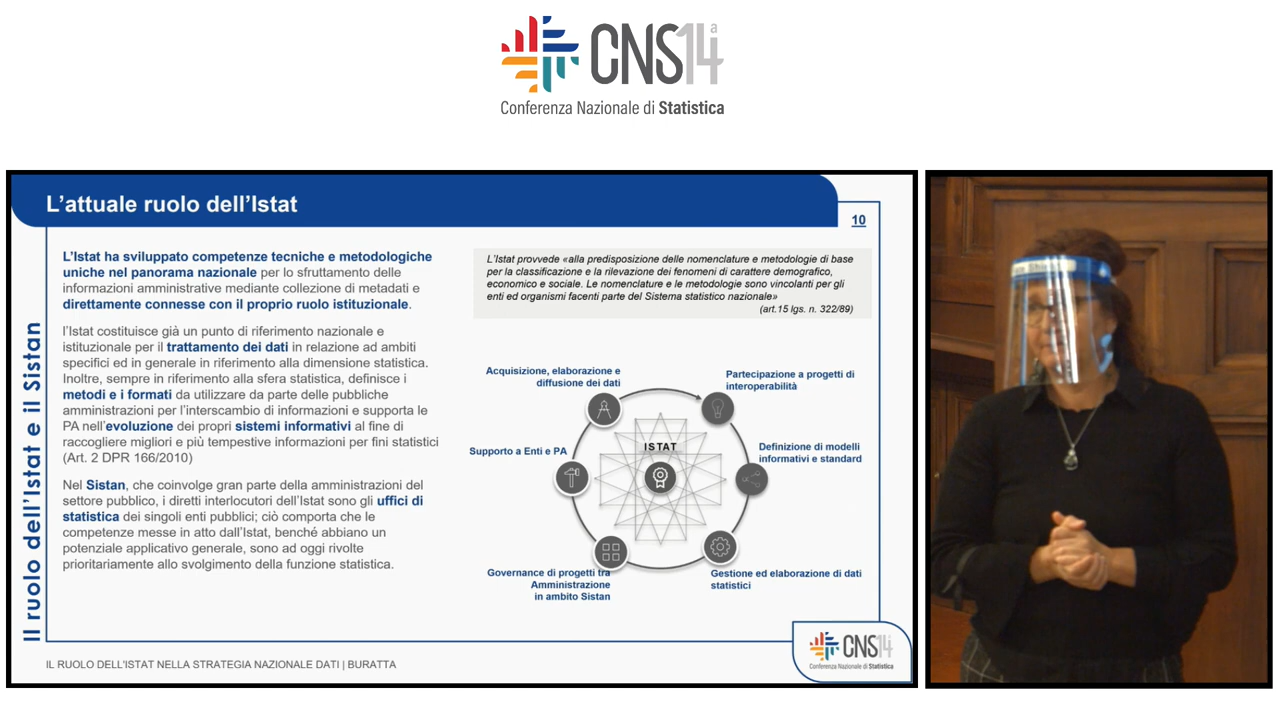 CNS14ª
Conferenza Nazionale di Statistica
L'attuale ruolo dell'Istat
10
Il ruolo dell'Istat e il Sistan
L'Istat ha sviluppato competenze tecniche e metodologiche
uniche nel panorama nazionale per lo sfruttamento delle
informazioni amministrative mediante collezione di metadati e
direttamente connesse con il proprio ruolo istituzionale.
l'Istat costituisce già un punto di riferimento nazionale e
istituzionale per il trattamento dei dati in relazione ad ambiti
specifici ed in generale in riferimento alla dimensione statistica.
Inoltre, sempre in riferimento alla sfera statistica, definisce i
metodi e i formati da utilizzare da parte delle pubbliche
amministrazioni per l'interscambio di informazioni e supporta le
PA nell'evoluzione dei propri sistemi informativi al fine di
raccogliere migliori e più tempestive informazioni per fini statistici
(Art. 2 DPR 166/2010)
Nel Sistan, che coinvolge gran parte della amministrazioni del
settore pubblico, i diretti interlocutori dell'Istat sono gli uffici di
statistica dei singoli enti pubblici; ciò comporta che le
competenze messe in atto dall'Istat, benché abbiano un
potenziale applicativo generale, sono ad oggi rivolte
prioritariamente allo svolgimento della funzione statistica.
L'Istat provvede «alla predisposizione delle nomenclature e metodologie di base
per la classificazione e la rilevazione dei fenomeni di carattere demografico,
economico e sociale. Le nomenclature e le metodologie sono vincolanti per gli
enti ed organismi facenti parte del Sistema statistico nazionale»
(art.15 lgs. n. 322/89)
Acquisizione, elaborazione e
diffusione dei dati
Partecipazione a progetti di
interoperabilità
Supporto a Enti e PA
ISTAT
Definizione di modelli
informativi e standard
Governance di progetti tra
Amministrazione
in ambito Sistan
Gestione ed elaborazione di dati
statistici
IL RUOLO DELL'ISTAT NELLA STRATEGIA NAZIONALE DATI | BURATTA
CNS14ª
Conferenza Nazionale di Statistica